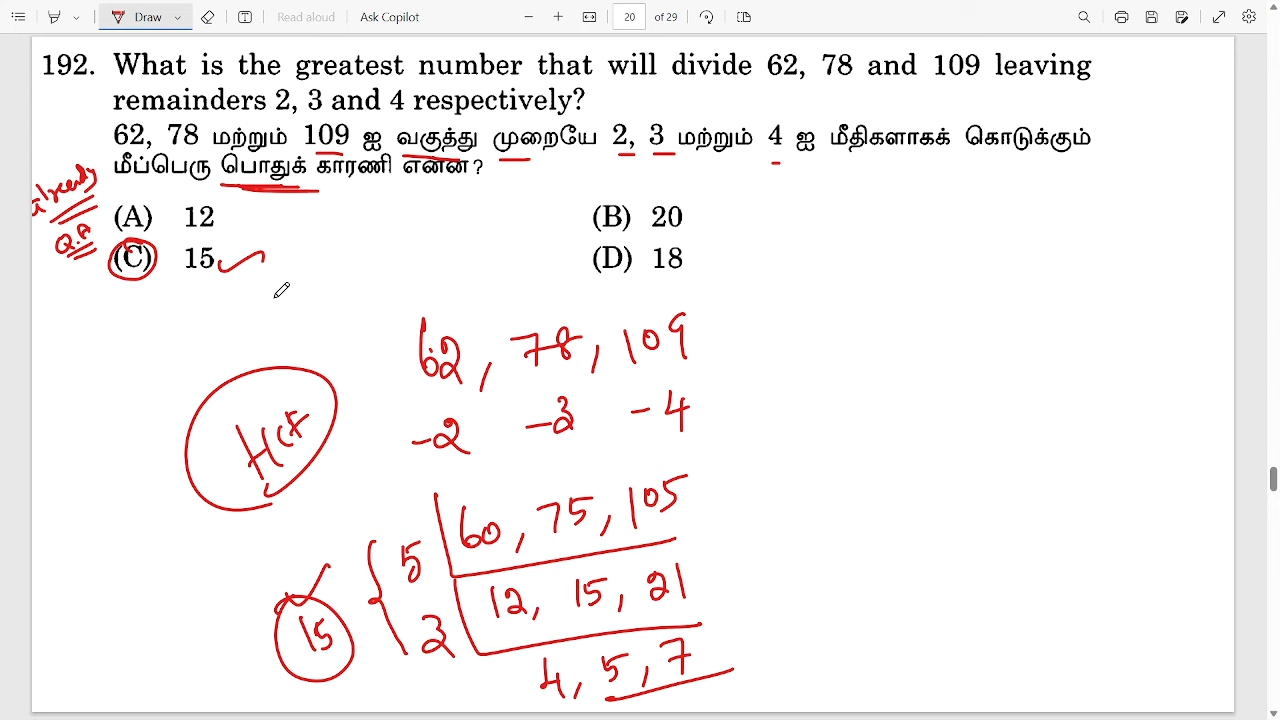 Draw Read aloud Ask Copilot 20 of 29
192. What is the greatest number that will divide 62, 78 and 109 leaving
remainders 2, 3 and 4 respectively?
62, 78 மற்றும் 109 ஐ வகுத்து முறையே 2, 3 மற்றும் 4 ஐ மீதிகளாகக் கொடுக்கும்
மீப்பெரு பொதுக் காரணி என்ன?
already
Q.A
(A) 12
(B) 20
(C) 15
(D) 18
62, 78, 109
-2 -3 -4
HCF
5 60, 75, 105
3 12, 15, 21
15
4, 5, 7